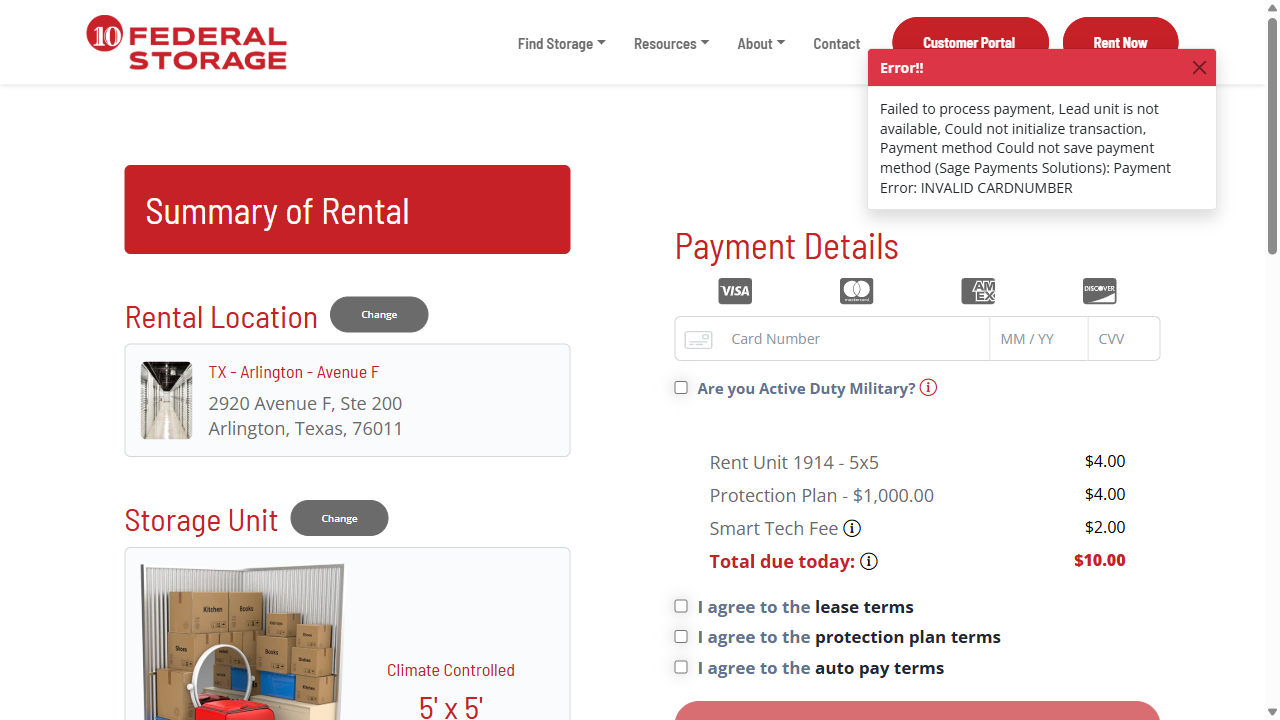 10 FEDERAL
STORAGE
Find Storage
Resources
About
Contact
Customer Portal
Rent Now
Error!!
Failed to process payment, Lead unit is not
available, Could not initialize transaction,
Payment method Could not save payment
method (Sage Payments Solutions): Payment
Error: INVALID CARDNUMBER
Summary of Rental
Rental Location
Change
TX - Arlington - Avenue F
2920 Avenue F, Ste 200
Arlington, Texas, 76011
Storage Unit
Change
Kitchen
Books
Books
Climate Controlled
5' x 5'
Payment Details
VISA
mastercard
AM
EX
DISCOVER
Card Number
MM / YY
CVV
Are you Active Duty Military?
Rent Unit 1914 - 5x5 $4.00
Protection Plan - $1,000.00 $4.00
Smart Tech Fee $2.00
Total due today: $10.00
I agree to the lease terms
I agree to the protection plan terms
I agree to the auto pay terms